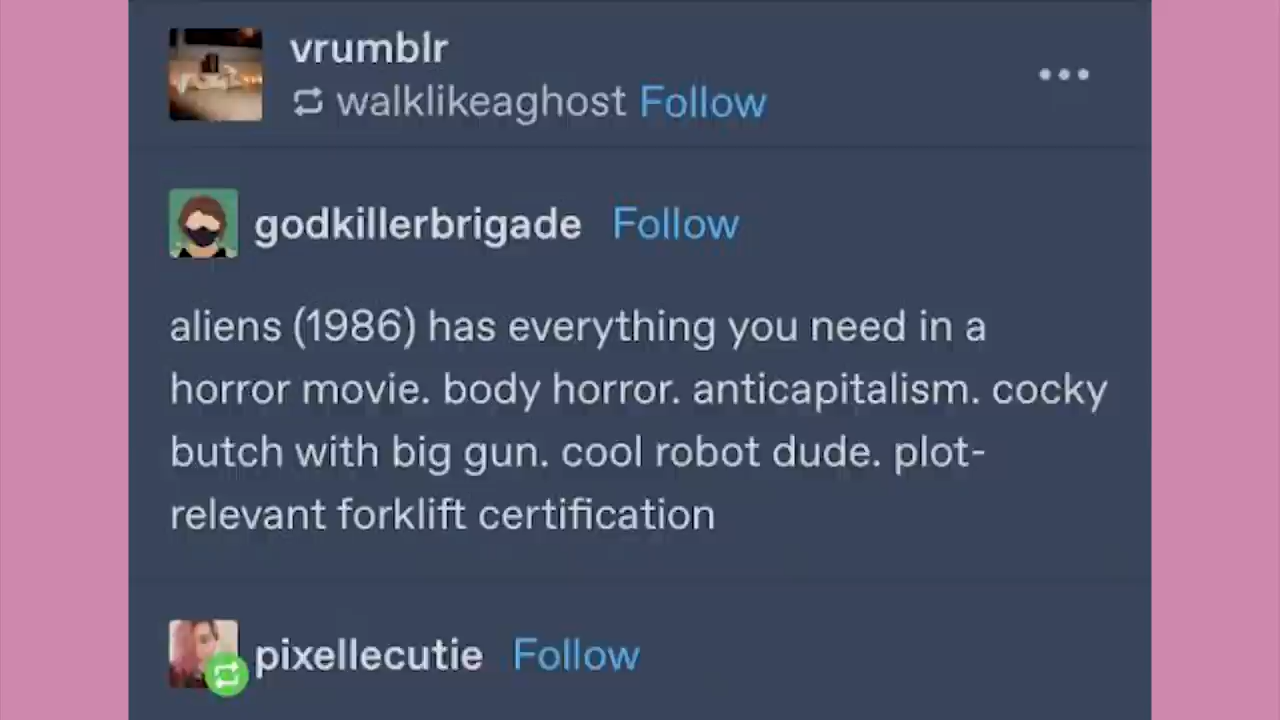 vrumblr
walklikeaghost Follow
godkillerbrigade Follow
aliens (1986) has everything you need in a
horror movie. body horror. anticapitalism. cocky
butch with big gun. cool robot dude. plot-
relevant forklift certification
pixellecutie Follow